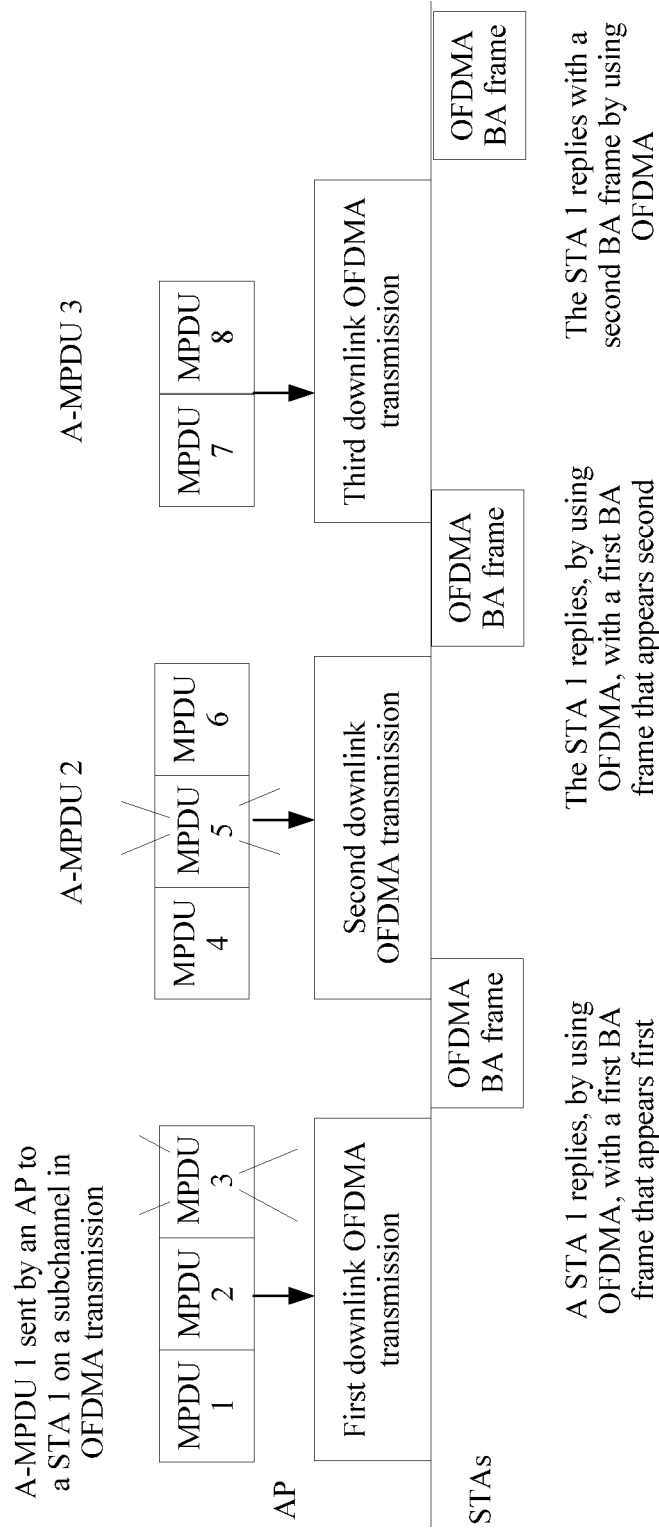 A-MPDU 1 sent by an AP to
a STA 1 on a subchannel in
OFDMA transmission
A-MPDU 2
A-MPDU 3
MPDU
1
MPDU
2
MPDU
3
MPDU
4
MPDU
5
MPDU
6
MPDU
7
MPDU
8
AP
First downlink OFDMA
transmission
Second downlink
OFDMA transmission
Third downlink OFDMA
transmission
STAs
OFDMA
BA frame
OFDMA
BA frame
OFDMA
BA frame
A STA 1 replies, by using
OFDMA, with a first BA
frame that appears first
The STA 1 replies, by using
OFDMA, with a first BA
frame that appears second
The STA 1 replies with a
second BA frame by using
OFDMA